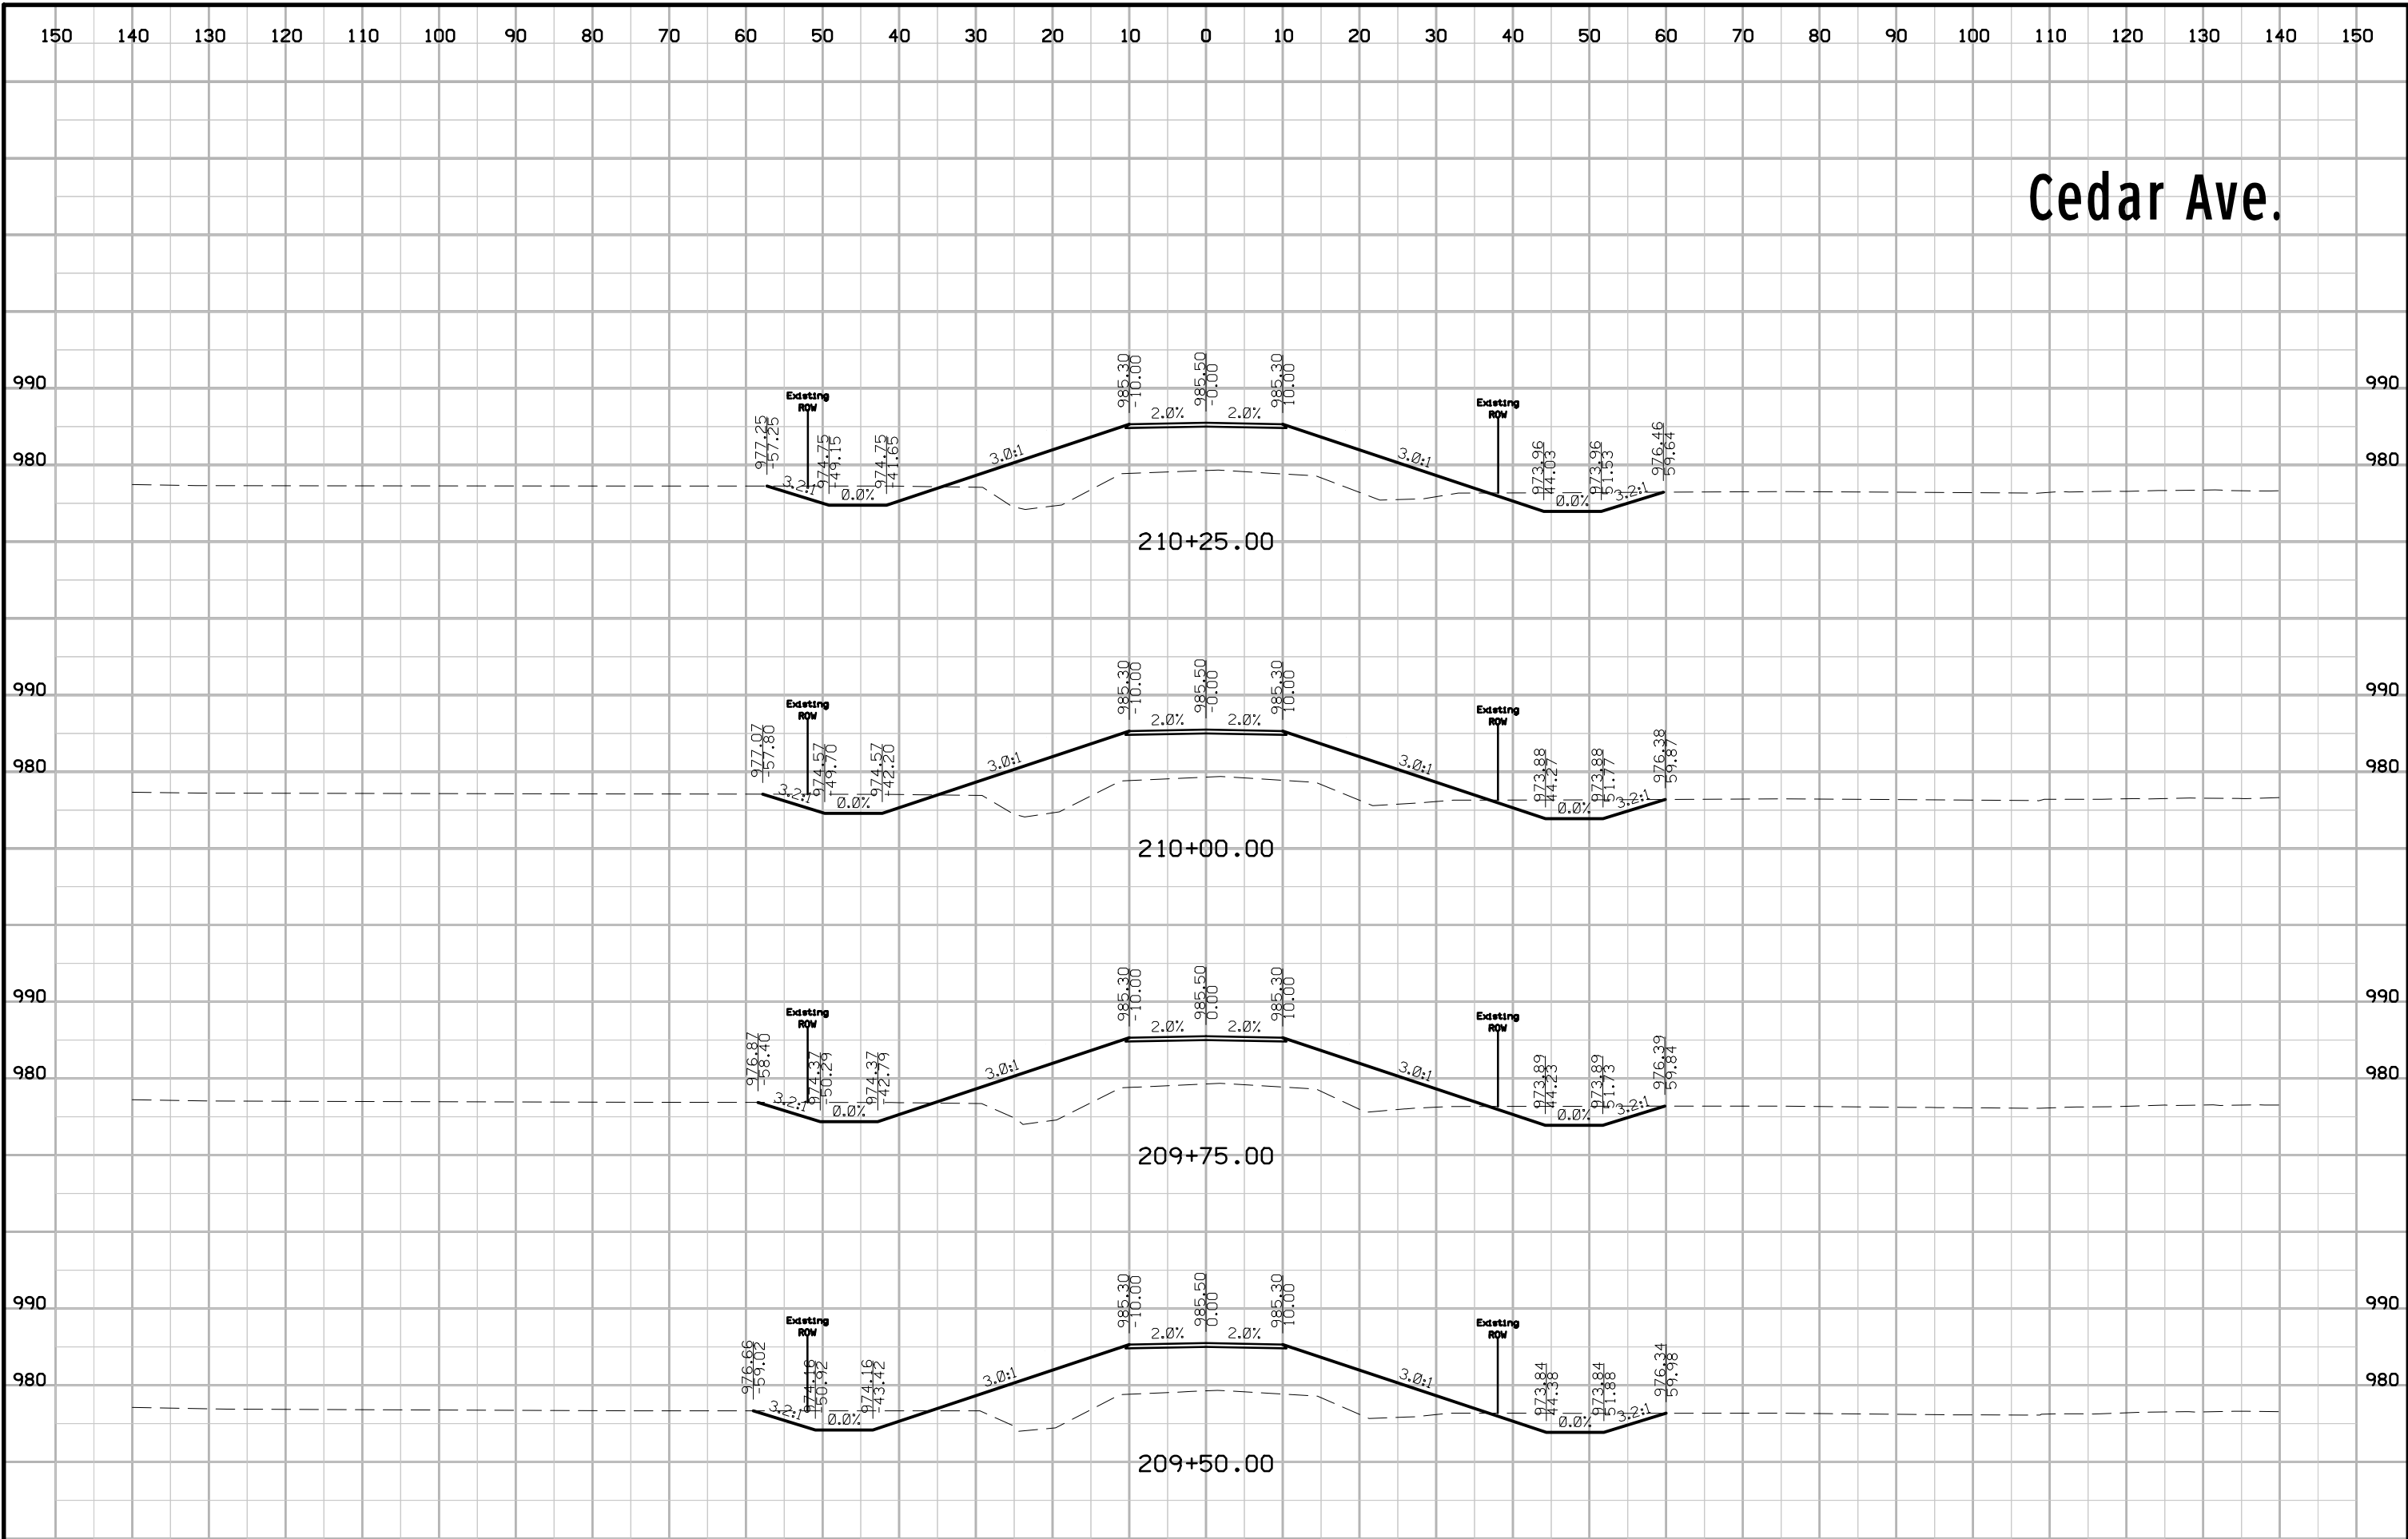 150 140 130 120 110 100 90 80 70 60 50 40 30 20 10 0 10 20 30 40 50 60 70 80 90 100 110 120 130 140 150
Cedar Ave.
985.30 -10.00 985.50 -0.00 985.30 10.00
990 990
Existing ROW Existing ROW
2.0% 2.0%
977.25 -57.25 974.75 -49.15 974.75 -41.65 973.96 44.03 973.96 51.53 976.46 59.64
980 3.0:1 3.0:1 980
3.2:1 0.0% 0.0% 3.2:1
210+25.00
985.30 -10.00 985.50 -0.00 985.30 10.00
990 990
Existing ROW Existing ROW
2.0% 2.0%
977.07 -57.80 974.57 -49.70 974.57 -42.20 973.88 44.27 973.88 51.77 976.38 59.87
980 3.0:1 3.0:1 980
3.2:1 0.0% 0.0% 3.2:1
210+00.00
985.30 -10.00 985.50 0.00 985.30 10.00
990 990
Existing ROW Existing ROW
2.0% 2.0%
976.87 -58.40 974.37 -50.29 974.37 -42.79 973.89 44.23 973.89 51.73 976.39 59.84
980 3.0:1 3.0:1 980
3.2:1 0.0% 0.0% 3.2:1
209+75.00
985.30 -10.00 985.50 0.00 985.30 10.00
990 990
Existing ROW Existing ROW
2.0% 2.0%
976.66 -59.02 974.16 -50.92 974.16 -43.42 973.84 44.38 973.84 51.88 976.34 59.98
980 3.0:1 3.0:1 980
3.2:1 0.0% 0.0% 3.2:1
209+50.00